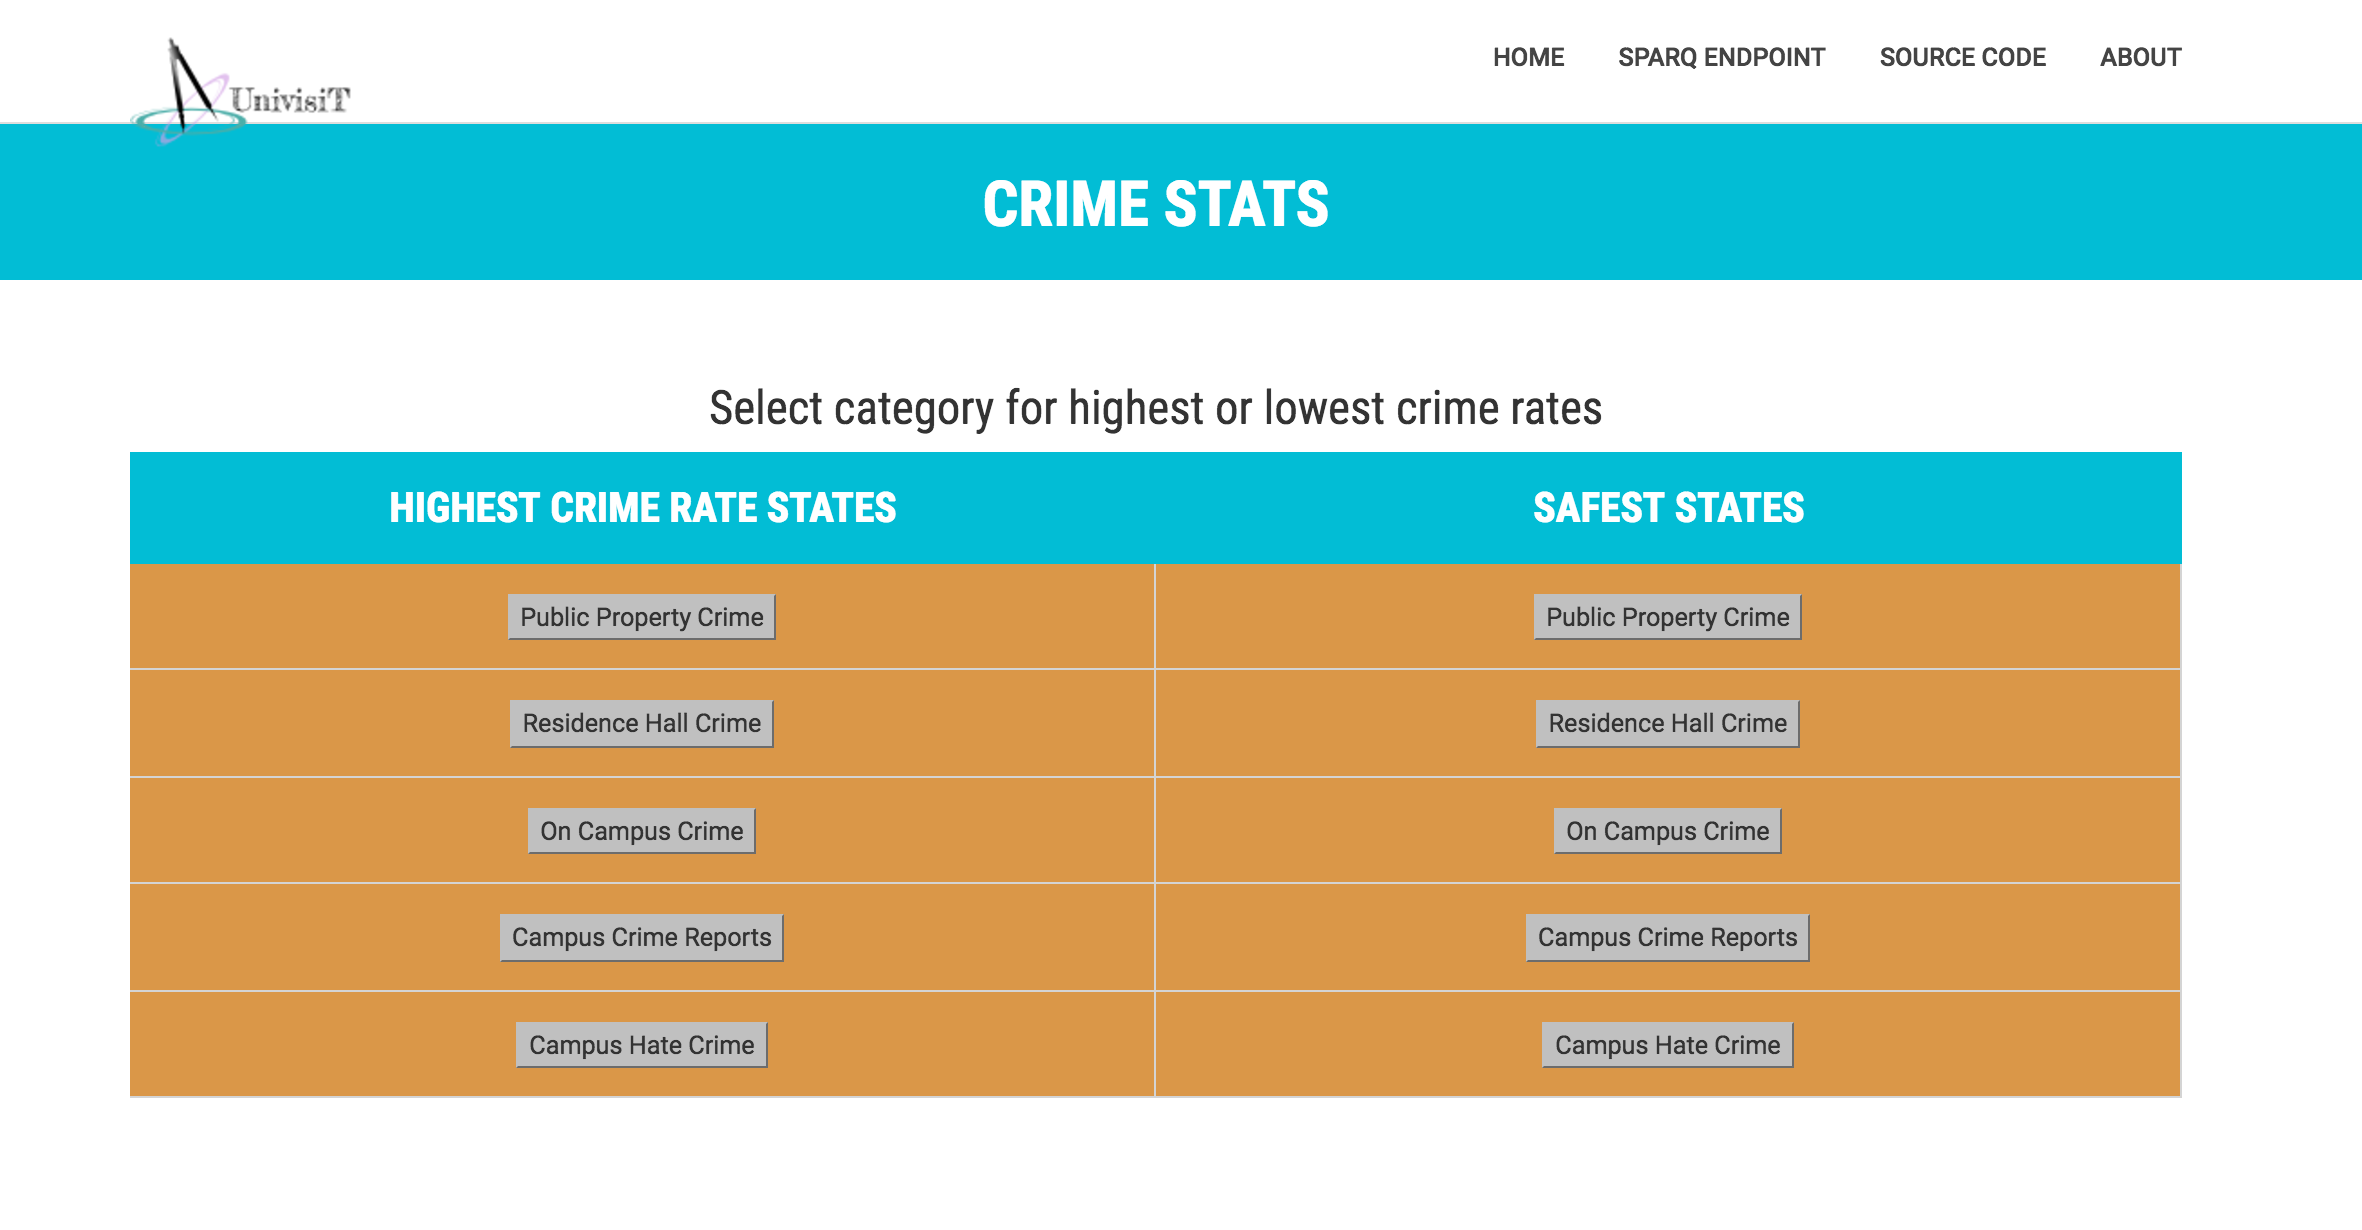 UnivisiT
HOME SPARQ ENDPOINT SOURCE CODE ABOUT
CRIME STATS
Select category for highest or lowest crime rates
HIGHEST CRIME RATE STATES SAFEST STATES
Public Property Crime Public Property Crime
Residence Hall Crime Residence Hall Crime
On Campus Crime On Campus Crime
Campus Crime Reports Campus Crime Reports
Campus Hate Crime Campus Hate Crime